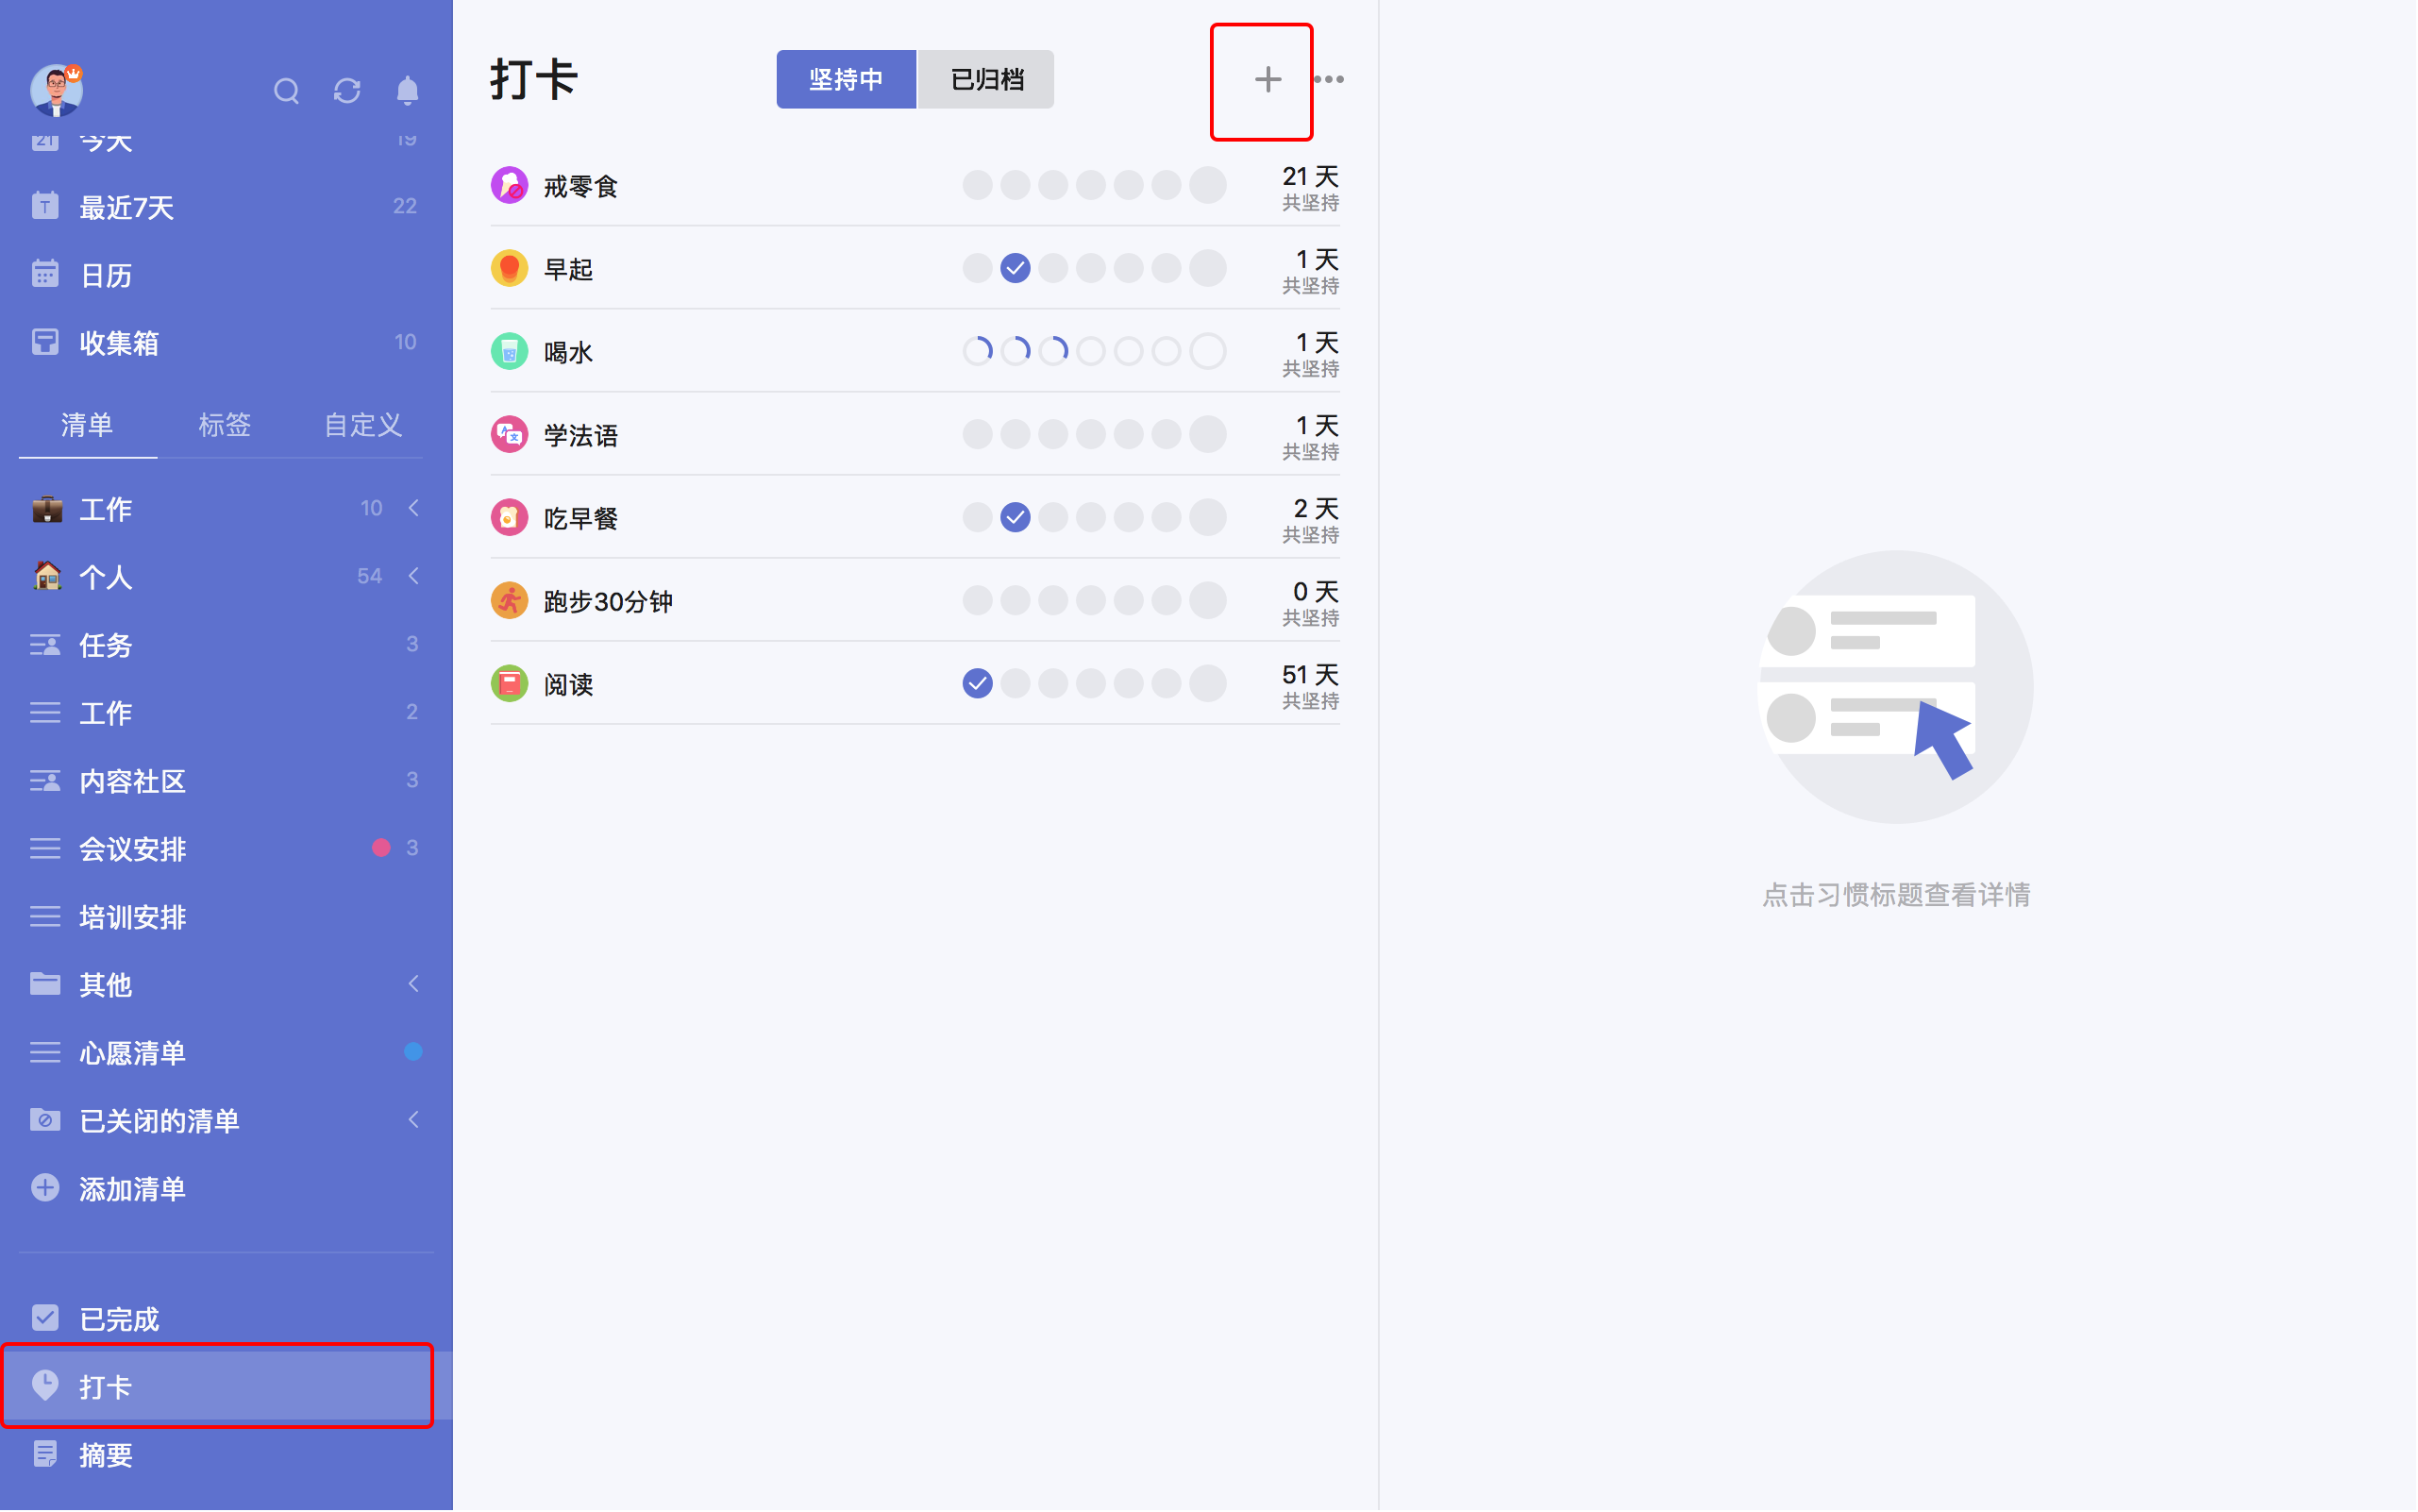 今天 19
最近7天 22
日历
收集箱 10
清单 标签 自定义
工作 10
个人 54
任务 3
工作 2
内容社区 3
会议安排 3
培训安排
其他
心愿清单
已关闭的清单
添加清单
已完成
打卡
摘要
打卡 坚持中 已归档
戒零食 21 天
共坚持
早起 1 天
共坚持
喝水 1 天
共坚持
学法语 1 天
共坚持
吃早餐 2 天
共坚持
跑步30分钟 0 天
共坚持
阅读 51 天
共坚持
点击习惯标题查看详情